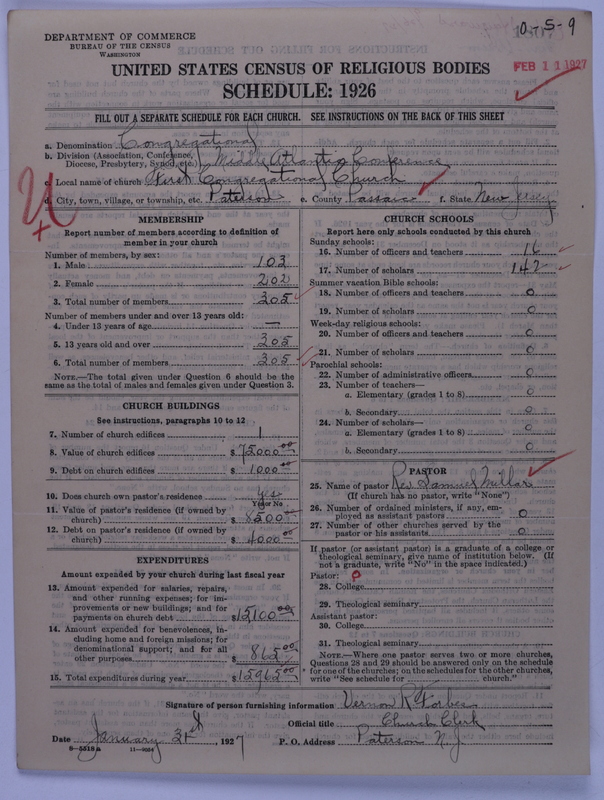 DEPARTMENT OF COMMERCE
BUREAU OF THE CENSUS
WASHINGTON
0-5-9
UNITED STATES CENSUS OF RELIGIOUS BODIES
FEB 11 1927
SCHEDULE: 1926
FILL OUT A SEPARATE SCHEDULE FOR EACH CHURCH. SEE INSTRUCTIONS ON THE BACK OF THIS SHEET
a. Denomination Congregational
b. Division (Association, Conference, Diocese, Presbytery, Synod, etc.) Middle Atlantic Conference
c. Local name of church First Congregational Church
d. City, town, village, or township, etc. Paterson e. County Passaic f. State New Jersey
MEMBERSHIP
Report number of members according to definition of
member in your church
Number of members, by sex:
1. Male 103
2. Female 202
3. Total number of members 305
Number of members under and over 13 years old:
4. Under 13 years of age —
5. 13 years old and over 305
6. Total number of members 305
NOTE.—The total given under Question 6 should be the
same as the total of males and females given under Question 3.
CHURCH BUILDINGS
See instructions, paragraphs 10 to 12
7. Number of church edifices 1
8. Value of church edifices $ 75000.00
9. Debt on church edifices $ 1000.00
10. Does church own pastor's residence Yes
Yes or No
11. Value of pastor's residence (if owned by
church) $ 8500.00
12. Debt on pastor's residence (if owned by
church) $ 4000.00
EXPENDITURES
Amount expended by your church during last fiscal year
13. Amount expended for salaries, repairs,
and other running expenses; for im-
provements or new buildings; and for
payments on church debt $ 15100.00
14. Amount expended for benevolences, in-
cluding home and foreign missions; for
denominational support; and for all
other purposes $ 865.00
15. Total expenditures during year $ 15965.00
CHURCH SCHOOLS
Report here only schools conducted by this church
Sunday schools:
16. Number of officers and teachers 16
17. Number of scholars 142
Summer vacation Bible schools:
18. Number of officers and teachers 0
19. Number of scholars 0
Week-day religious schools:
20. Number of officers and teachers 0
21. Number of scholars 0
Parochial schools:
22. Number of administrative officers 0
23. Number of teachers—
a. Elementary (grades 1 to 8) 0
b. Secondary 0
24. Number of scholars—
a. Elementary (grades 1 to 8) 0
b. Secondary 0
PASTOR
25. Name of pastor Rev. Samuel Millar
(If church has no pastor, write "None")
26. Number of ordained ministers, if any, em-
ployed as assistant pastors 0
27. Number of other churches served by the
pastor or his assistants 0
If pastor (or assistant pastor) is a graduate of a college or
theological seminary, give name of institution below. (If
not a graduate, write "No" in the space indicated.)
Pastor:
28. College
29. Theological seminary
Assistant pastor:
30. College
31. Theological seminary
NOTE.—Where one pastor serves two or more churches,
Questions 28 and 29 should be answered only on the schedule
for one of the churches; on the schedules for the other churches,
write "See schedule for church."
Signature of person furnishing information Vernon R Forbes
Official title Church Clerk
Date January 31st, 1927 P. O. Address Paterson N.J.
8-5518a 11-9024